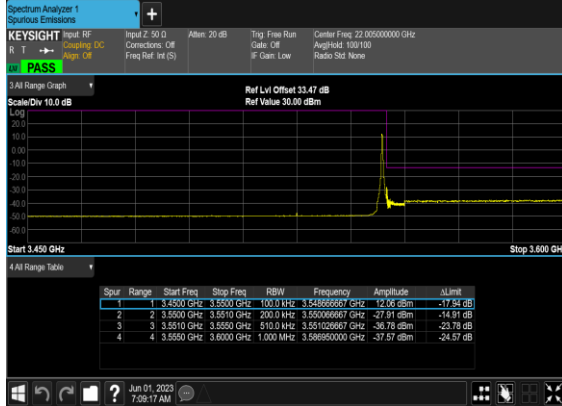 Spectrum Analyzer 1
Spurious Emissions
+
KEYSIGHT Input: RF Input Z: 50 Ω Atten: 20 dB Trig: Free Run Center Freq: 22.005000000 GHz
R T Coupling: DC Corrections: Off Gate: Off Avg|Hold: 100/100
Align: Off Freq Ref: Int (S) IF Gain: Low Radio Std: None
PASS
3 All Range Graph
Ref Lvl Offset 33.47 dB
Scale/Div 10.0 dB Ref Value 30.00 dBm
Log
20.0
10.0
0.00
-10.0
-20.0
-30.0
-40.0
-50.0
-60.0
Start 3.450 GHz Stop 3.600 GH
4 All Range Table
Spur Range Start Freq Stop Freq RBW Frequency Amplitude ΔLimit
1 1 3.4500 GHz 3.5500 GHz 100.0 kHz 3.548666667 GHz 12.06 dBm -17.94 dB
2 2 3.5500 GHz 3.5510 GHz 200.0 kHz 3.550066667 GHz -27.91 dBm -14.91 dB
3 3 3.5510 GHz 3.5550 GHz 510.0 kHz 3.551026667 GHz -36.78 dBm -23.78 dB
4 4 3.5550 GHz 3.6000 GHz 1.000 MHz 3.586950000 GHz -37.57 dBm -24.57 dB
? Jun 01, 2023
7:09:17 AM